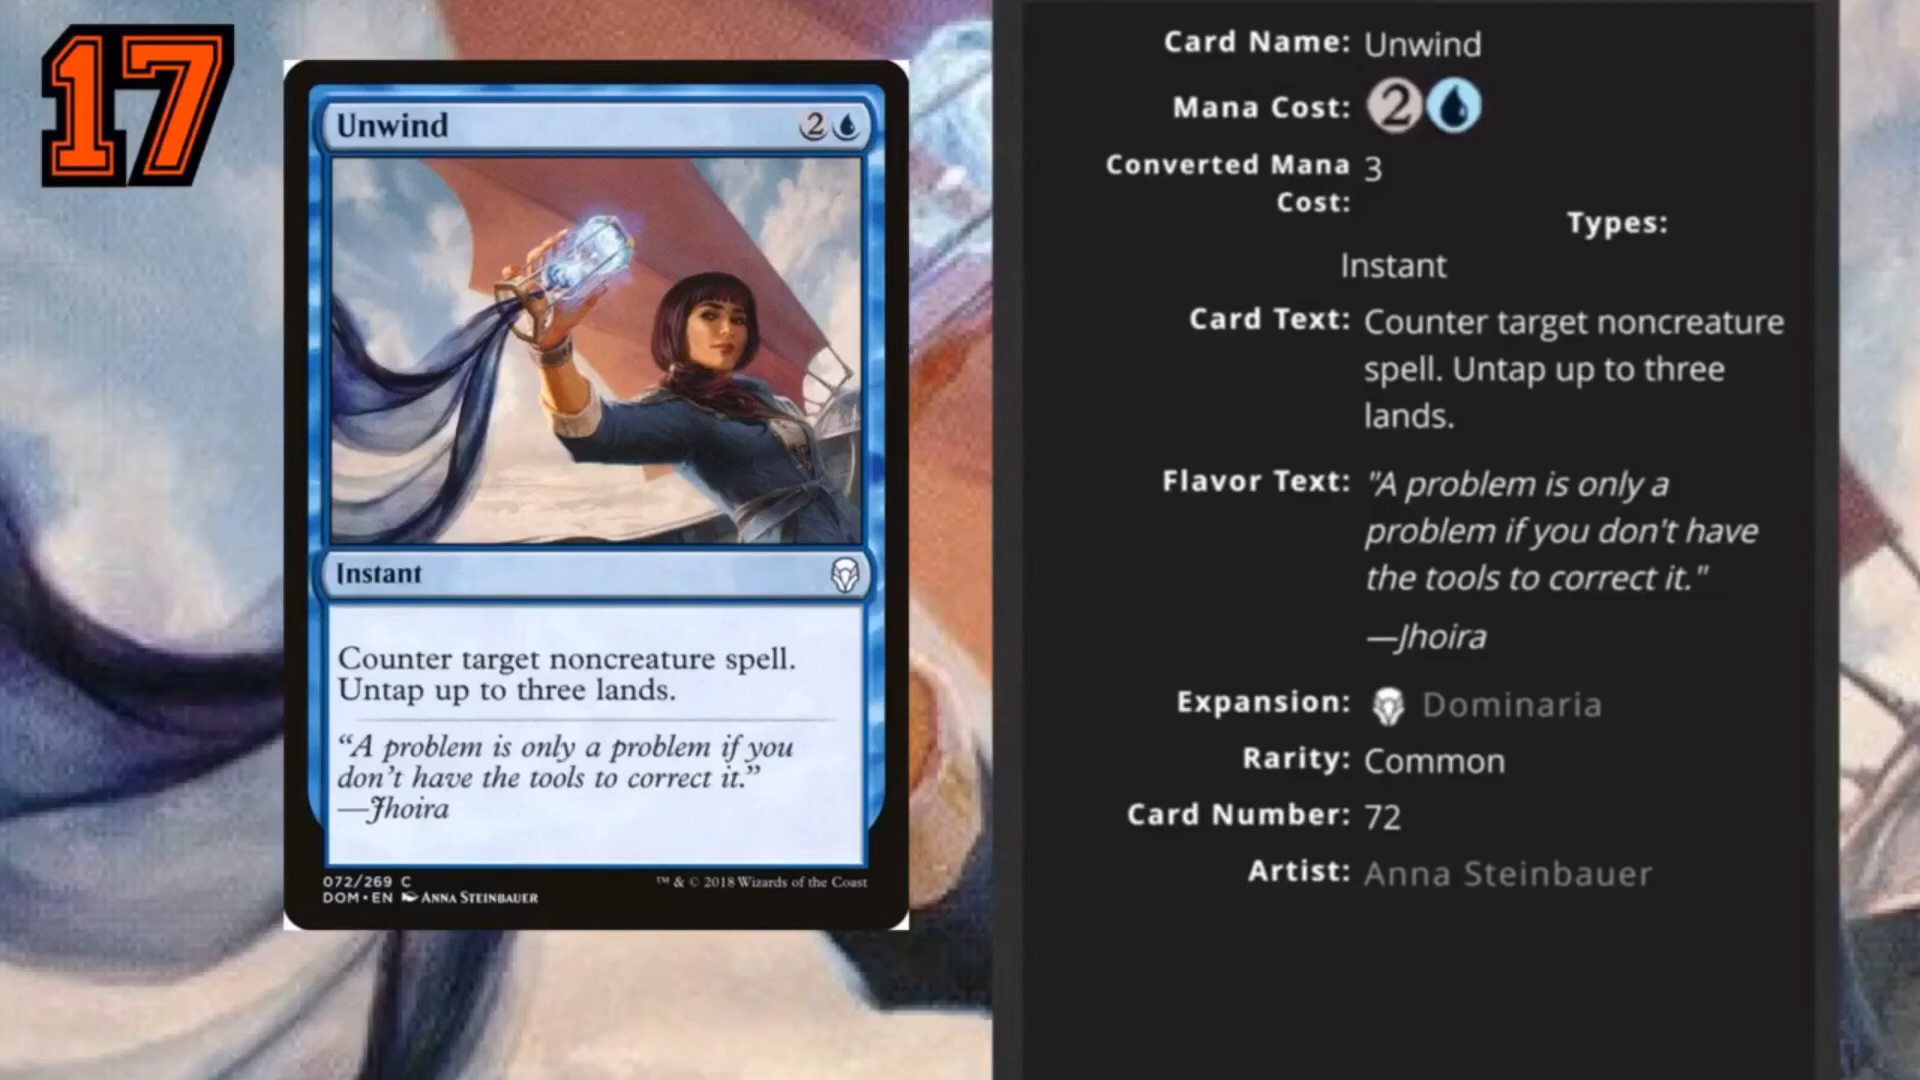 17
Unwind 2
Instant
Counter target noncreature spell.
Untap up to three lands.
“A problem is only a problem if you
don’t have the tools to correct it.”
—Jhoira
072/269 C
DOM • EN ANNA STEINBAUER
™ & © 2018 Wizards of the Coast
Card Name: Unwind
Mana Cost: 2
Converted Mana 3
Cost:
Types:
Instant
Card Text: Counter target noncreature
spell. Untap up to three
lands.
Flavor Text: "A problem is only a
problem if you don't have
the tools to correct it."
—Jhoira
Expansion: Dominaria
Rarity: Common
Card Number: 72
Artist: Anna Steinbauer